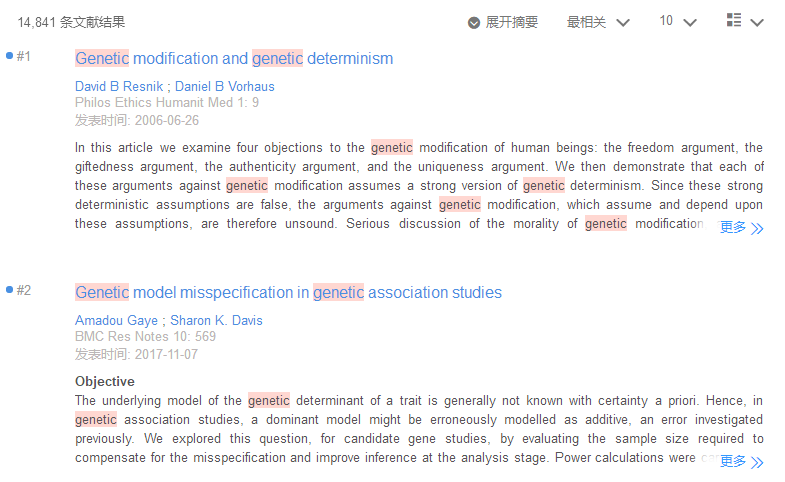 14,841 条文献结果
展开摘要 最相关 10
#1 Genetic modification and genetic determinism
David B Resnik ; Daniel B Vorhaus
Philos Ethics Humanit Med 1: 9
发表时间: 2006-06-26
In this article we examine four objections to the genetic modification of human beings: the freedom argument, the
giftedness argument, the authenticity argument, and the uniqueness argument. We then demonstrate that each of
these arguments against genetic modification assumes a strong version of genetic determinism. Since these strong
deterministic assumptions are false, the arguments against genetic modification, which assume and depend upon
these assumptions, are therefore unsound. Serious discussion of the morality of genetic modification
更多
#2 Genetic model misspecification in genetic association studies
Amadou Gaye ; Sharon K. Davis
BMC Res Notes 10: 569
发表时间: 2017-11-07
Objective
The underlying model of the genetic determinant of a trait is generally not known with certainty a priori. Hence, in
genetic association studies, a dominant model might be erroneously modelled as additive, an error investigated
previously. We explored this question, for candidate gene studies, by evaluating the sample size required to
compensate for the misspecification and improve inference at the analysis stage. Power calculations were
更多